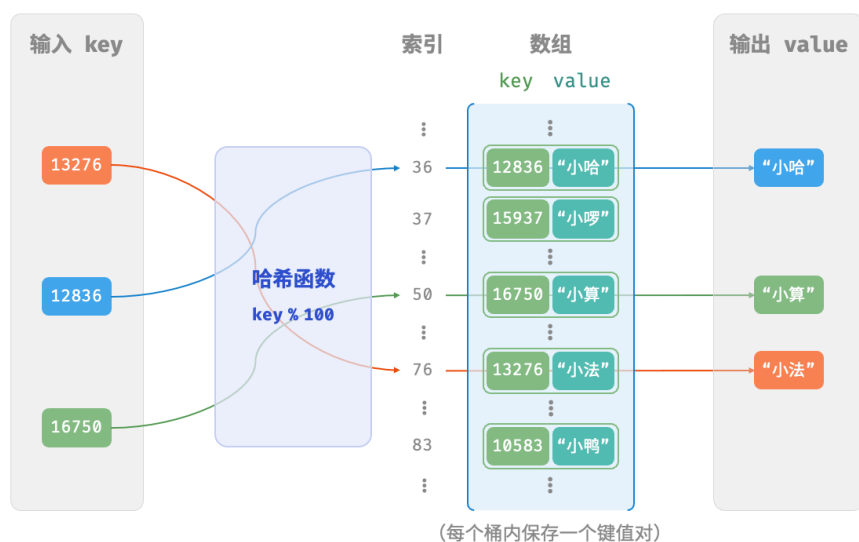 输入 key
索引
数组
输出 value
key value
13276
36
12836 “小哈”
“小哈”
37
15937 “小啰”
哈希函数
key % 100
12836
50
16750 “小算”
“小算”
76
13276 “小法”
“小法”
16750
83
10583 “小鸭”
（每个桶内保存一个键值对）